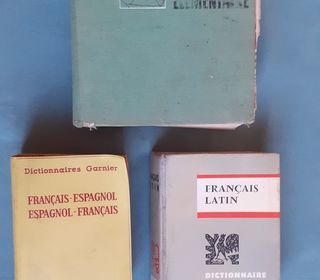 ÉLÉMENTAIRE
Dictionnaires Garnier
FRANÇAIS-ESPAGNOL
ESPAGNOL-FRANÇAIS
FRANÇAIS
LATIN
DICTIONNAIRE